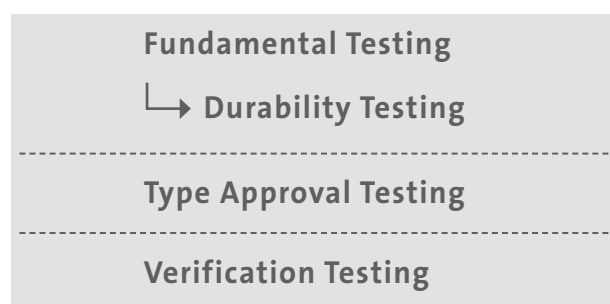 Fundamental Testing
Durability Testing
Type Approval Testing
Verification Testing